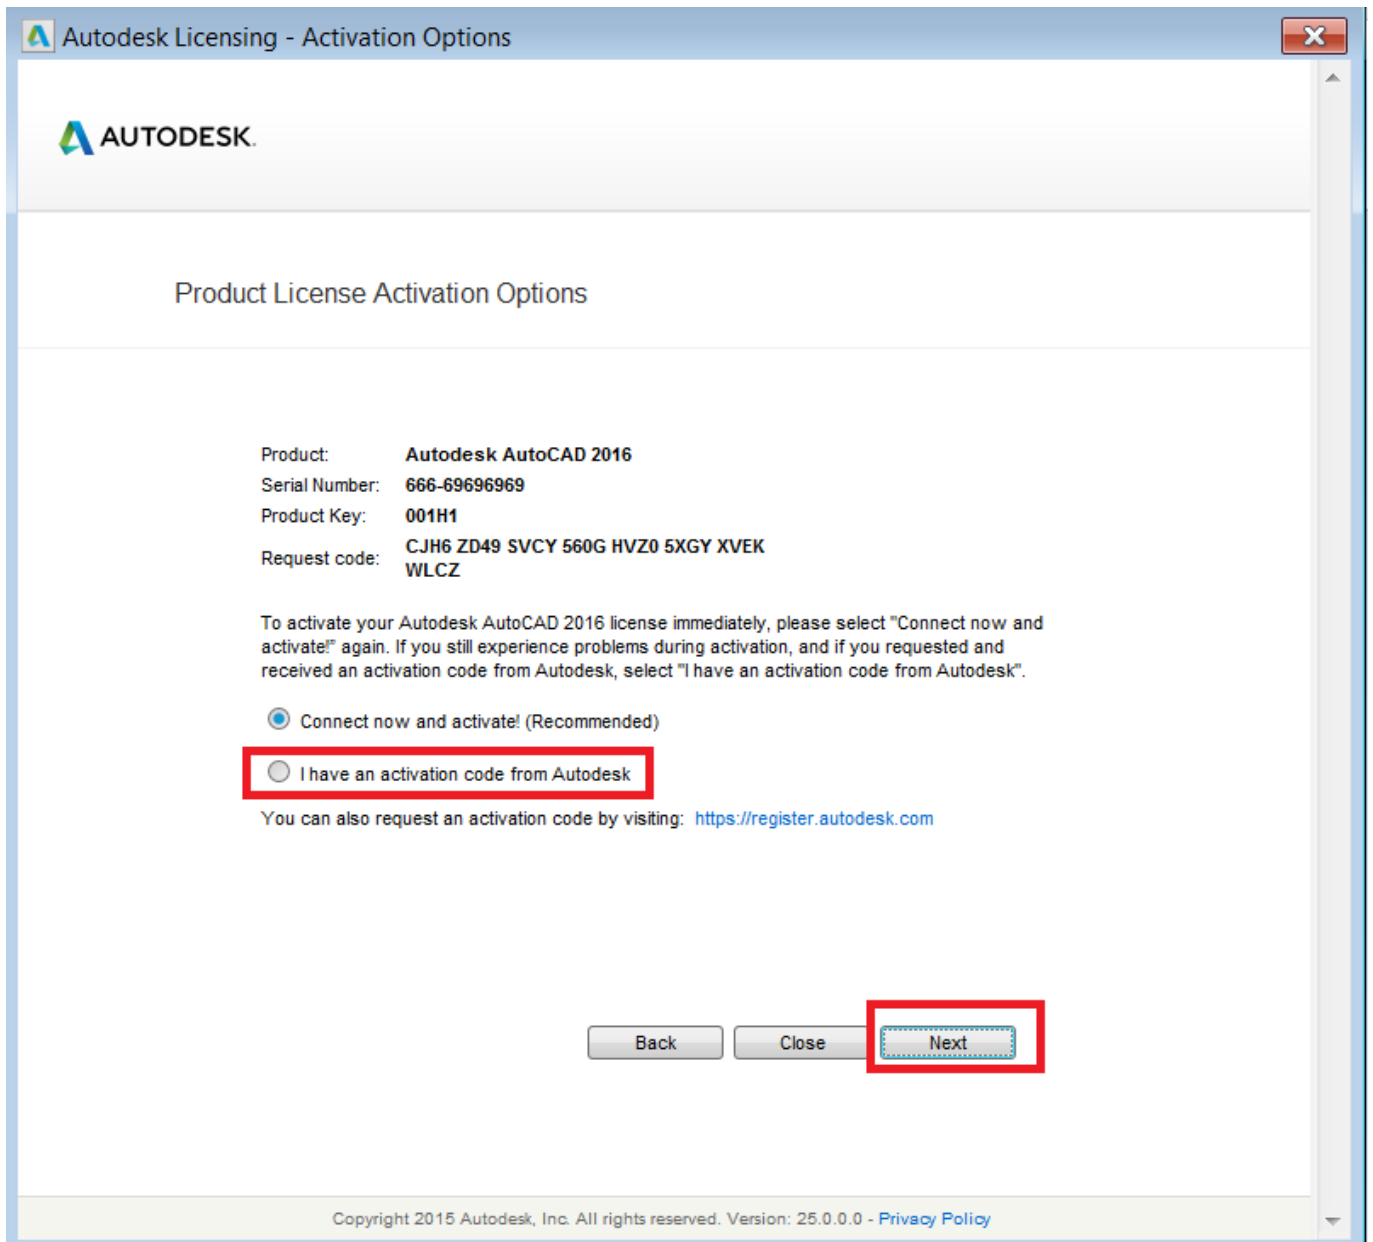 Autodesk Licensing - Activation Options
AUTODESK.
Product License Activation Options
Product: Autodesk AutoCAD 2016
Serial Number: 666-69696969
Product Key: 001H1
Request code: CJH6 ZD49 SVCY 560G HVZ0 5XGY XVEK
WLCZ
To activate your Autodesk AutoCAD 2016 license immediately, please select "Connect now and
activate!" again. If you still experience problems during activation, and if you requested and
received an activation code from Autodesk, select "I have an activation code from Autodesk".
Connect now and activate! (Recommended)
I have an activation code from Autodesk
You can also request an activation code by visiting: https://register.autodesk.com
Back Close Next
Copyright 2015 Autodesk, Inc. All rights reserved. Version: 25.0.0.0 - Privacy Policy